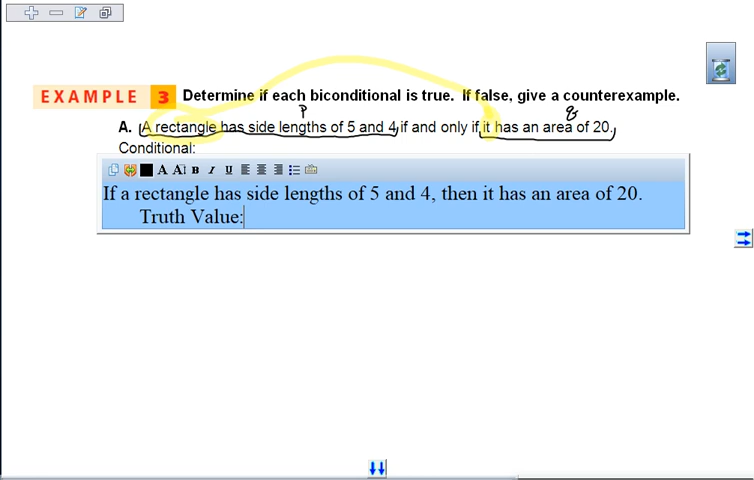 EXAMPLE 3 Determine if each biconditional is true. If false, give a counterexample.
p q
A. A rectangle has side lengths of 5 and 4 if and only if it has an area of 20.
Conditional:
A A B I U
If a rectangle has side lengths of 5 and 4, then it has an area of 20.
Truth Value: